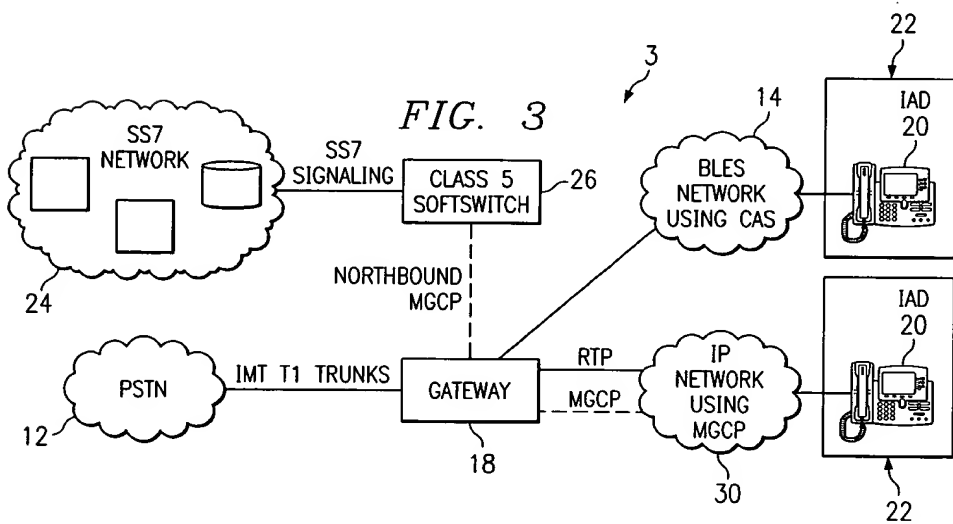 FIG. 3
3
SS7
NETWORK
24
SS7
SIGNALING
CLASS 5
SOFTSWITCH
26
NORTHBOUND
MGCP
14
BLES
NETWORK
USING CAS
22
IAD
20
PSTN
12
IMT T1 TRUNKS
GATEWAY
18
RTP
MGCP
IP
NETWORK
USING
MGCP
30
IAD
20
22